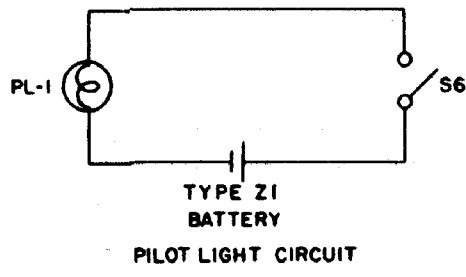 PL-1
S6
TYPE Z1
BATTERY
PILOT LIGHT CIRCUIT